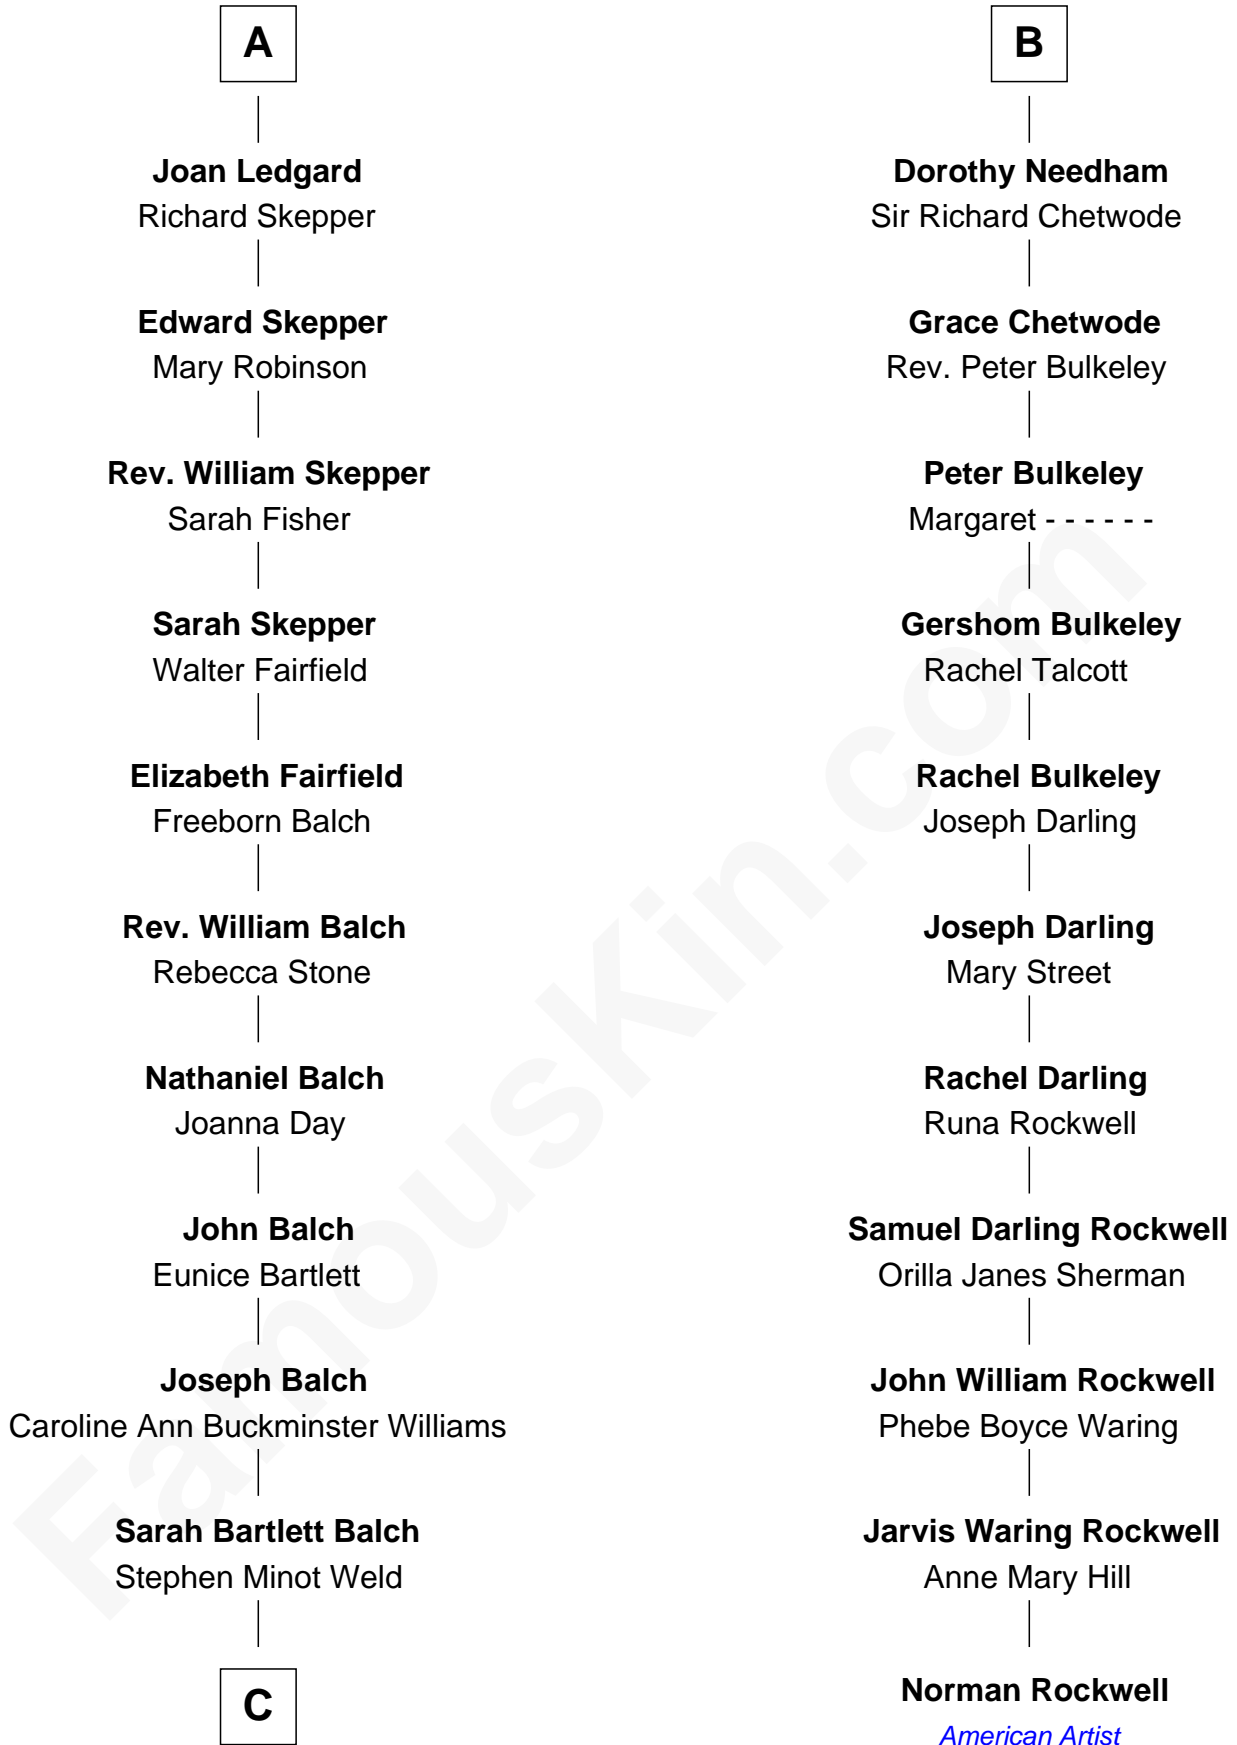 A
Joan Ledgard
Richard Skepper
Edward Skepper
Mary Robinson
Rev. William Skepper
Sarah Fisher
Sarah Skepper
Walter Fairfield
Elizabeth Fairfield
Freeborn Balch
Rev. William Balch
Rebecca Stone
Nathaniel Balch
Joanna Day
John Balch
Eunice Bartlett
Joseph Balch
Caroline Ann Buckminster Williams
Sarah Bartlett Balch
Stephen Minot Weld
C
B
Dorothy Needham
Sir Richard Chetwode
Grace Chetwode
Rev. Peter Bulkeley
Peter Bulkeley
Margaret - - - - - -
Gershom Bulkeley
Rachel Talcott
Rachel Bulkeley
Joseph Darling
Joseph Darling
Mary Street
Rachel Darling
Runa Rockwell
Samuel Darling Rockwell
Orilla Janes Sherman
John William Rockwell
Phebe Boyce Waring
Jarvis Waring Rockwell
Anne Mary Hill
Norman Rockwell
American Artist
FamousKin.com